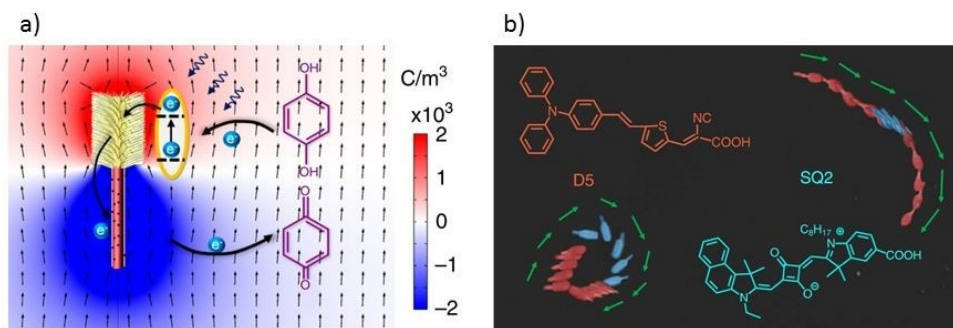 a)
b)
C/m³
x10³
2
1
0
−1
−2
e⁻
e⁻
e⁻
e⁻
e⁻
OH
OH
O
O
N
S
NC
COOH
D5
SQ2
C₈H₁₇
N
⊕
COOH
O
O
⊖
N